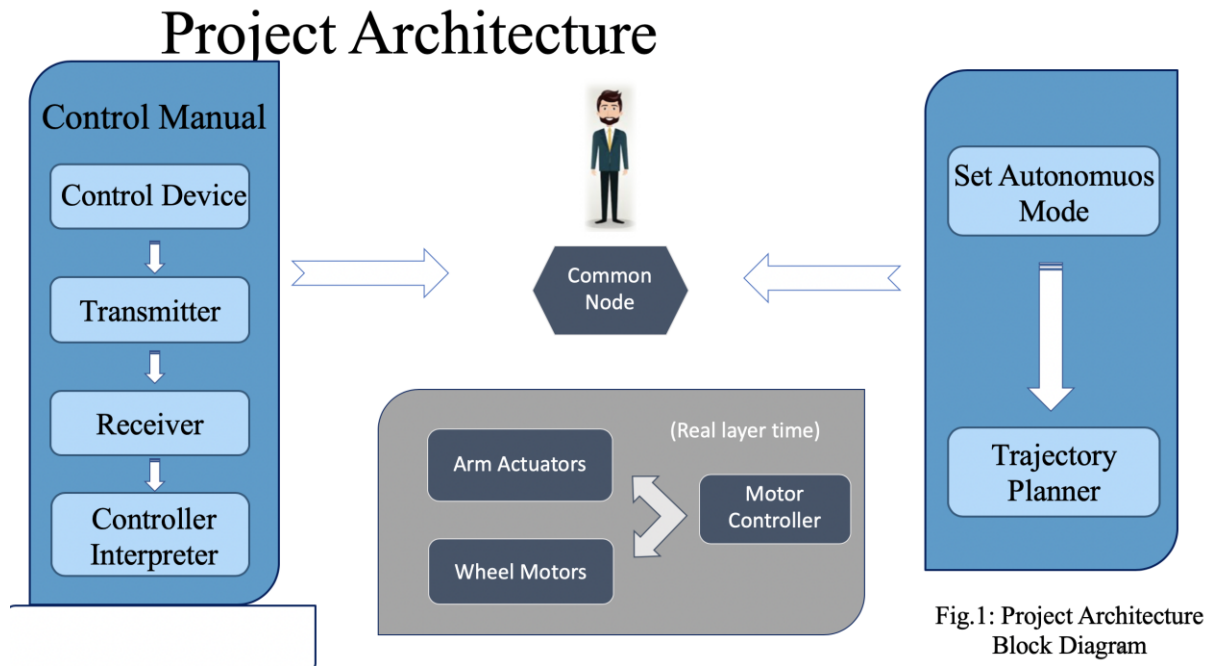 Project Architecture
Control Manual
Control Device
Transmitter
Receiver
Controller
Interpreter
Common
Node
(Real layer time)
Arm Actuators
Motor
Controller
Wheel Motors
Set Autonomuos
Mode
Trajectory
Planner
Fig.1: Project Architecture
Block Diagram